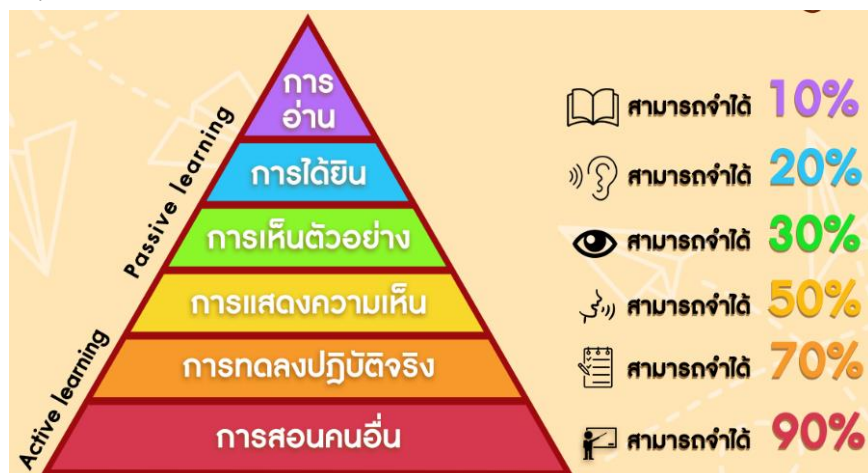 การ
อ่าน
สามารถจำได้ 10%
การได้ยิน
สามารถจำได้ 20%
การเห็นตัวอย่าง
สามารถจำได้ 30%
การแสดงความเห็น
สามารถจำได้ 50%
การทดลงปฏิบัติจริง
สามารถจำได้ 70%
การสอนคนอื่น
สามารถจำได้ 90%
Passive learning
Active learning